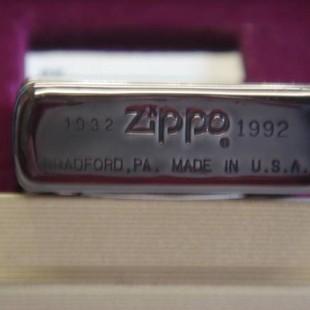 1932 Zippo® 1992
BRADFORD, PA. MADE IN U.S.A.